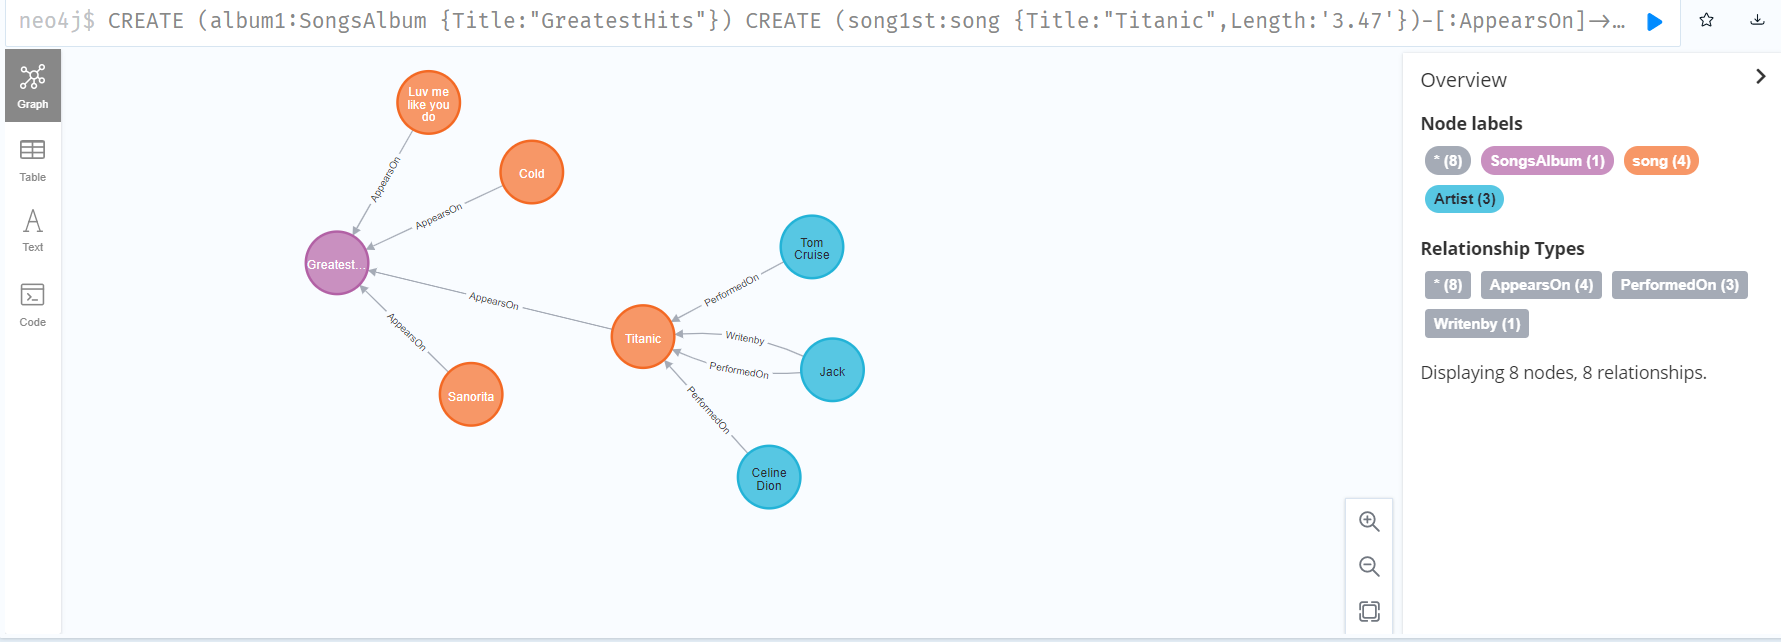 neo4j$ CREATE (album1:SongsAlbum {Title:"GreatestHits"}) CREATE (song1st:song {Title:"Titanic",Length:'3.47'})-[:AppearsOn]->…
Graph
Table
Text
Code
Luv me
like you
do
Cold
Greatest...
Sanorita
Titanic
Tom
Cruise
Jack
Celine
Dion
AppearsOn
AppearsOn
AppearsOn
AppearsOn
PerformedOn
Writenby
PerformedOn
PerformedOn
Overview
Node labels
* (8) SongsAlbum (1) song (4)
Artist (3)
Relationship Types
* (8) AppearsOn (4) PerformedOn (3)
Writenby (1)
Displaying 8 nodes, 8 relationships.